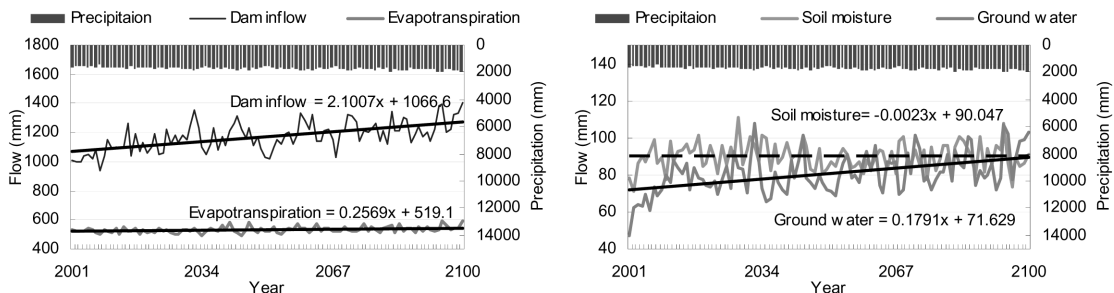 Precipitation Dam inflow Evapotranspiration
1800 0
1600 2000
1400 4000
1200 6000
1000 8000
800 10000
600 12000
400 14000
Flow (mm)
Precipitation (mm)
Dam inflow = 2.1007x + 1066.6
Evapotranspiration = 0.2569x + 519.1
2001 2034 2067 2100
Year
Precipitaion Soil moisture Ground water
140 0
120 2000
100 4000
80 6000
60 8000
40 10000
12000
14000
Flow (mm)
Precipitation (mm)
Soil moisture= -0.0023x + 90.047
Ground water = 0.1791x + 71.629
2001 2034 2067 2100
Year